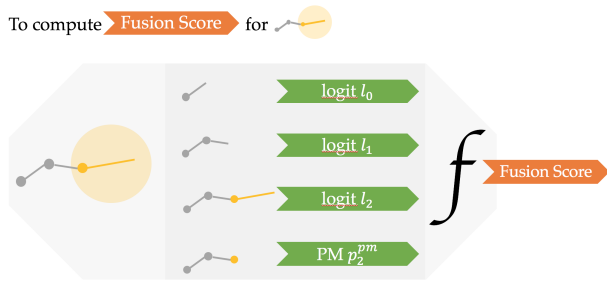 To compute Fusion Score for
logit l₀
logit l₁
logit l₂
PM p₂ᵖᵐ
f
Fusion Score